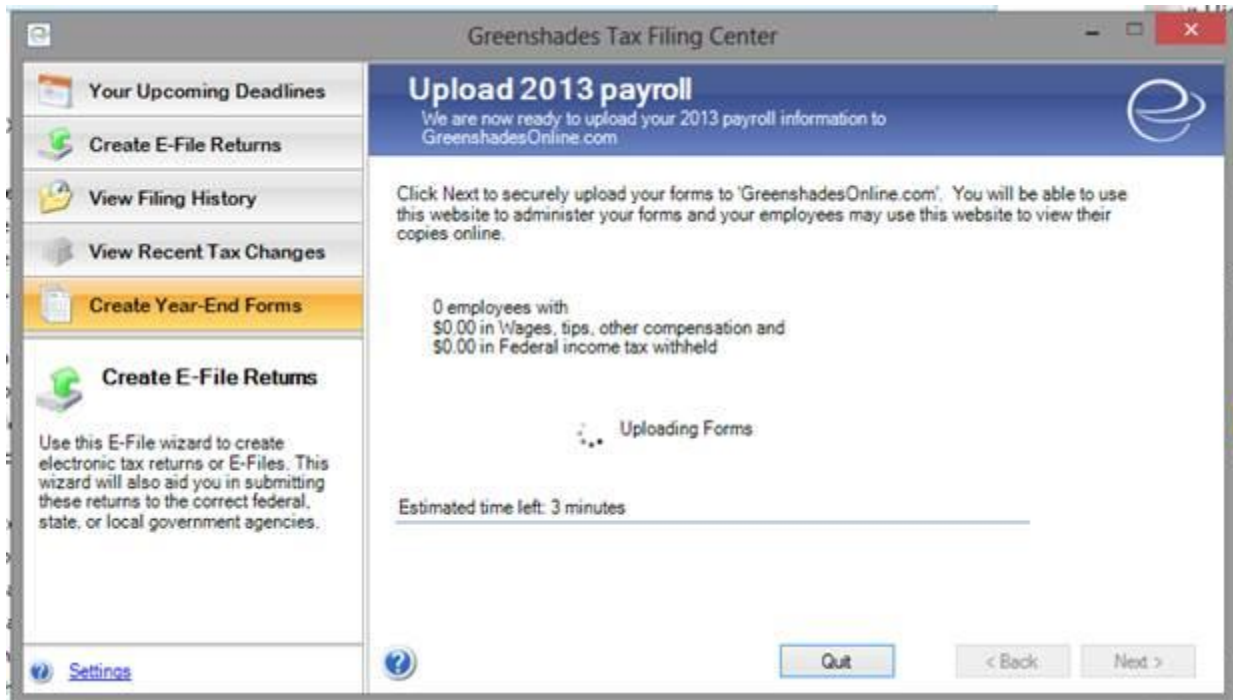 Greenshades Tax Filing Center
Your Upcoming Deadlines
Create E-File Returns
View Filing History
View Recent Tax Changes
Create Year-End Forms
Create E-File Returns
Use this E-File wizard to create
electronic tax returns or E-Files. This
wizard will also aid you in submitting
these returns to the correct federal,
state, or local government agencies.
Settings
Upload 2013 payroll
We are now ready to upload your 2013 payroll information to
GreenshadesOnline.com
Click Next to securely upload your forms to 'GreenshadesOnline.com'. You will be able to use
this website to administer your forms and your employees may use this website to view their
copies online.
0 employees with
$0.00 in Wages, tips, other compensation and
$0.00 in Federal income tax withheld
Uploading Forms
Estimated time left: 3 minutes
Quit
< Back
Next >